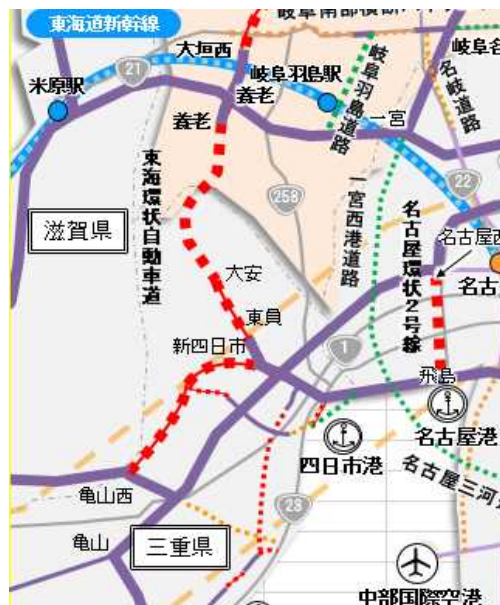 東海道新幹線
岐阜南部横断
大垣西
21
岐阜羽島駅
岐阜羽島道路
岐阜名
名岐道路
米原駅
養老
養老
一宮
東海環状自動車道
258
一宮西港道路
22
滋賀県
名古屋環状2号線
名古屋西
名古
大安
東員
新四日市
1
飛島
名古屋港
四日市港
名古屋三河
亀山西
23
亀山
三重県
中部国際空港